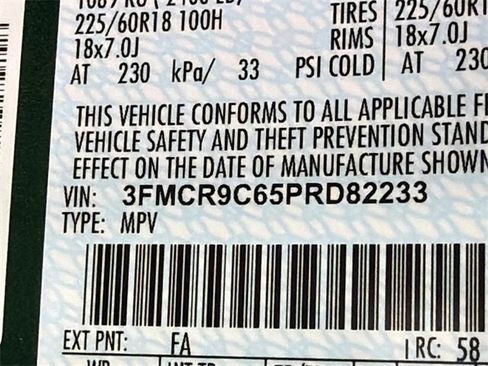 225/60R18 100H TIRES 225/60R1
18x7.0J RIMS 18x7.0J
AT 230 kPa/ 33 PSI COLD AT 230
THIS VEHICLE CONFORMS TO ALL APPLICABLE
VEHICLE SAFETY AND THEFT PREVENTION STAND
EFFECT ON THE DATE OF MANUFACTURE SHOWN
VIN: 3FMCR9C65PRD82233
TYPE: MPV
EXT PNT: FA RC: 58